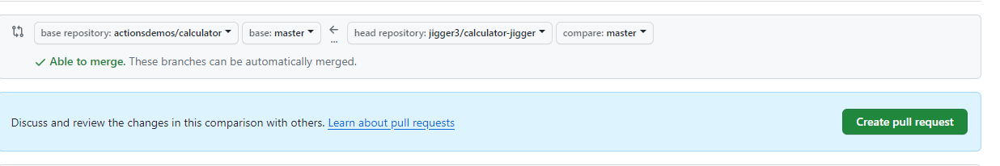 base repository: actionsdemos/calculator base: master ... head repository: jigger3/calculator-jigger compare: master
Able to merge. These branches can be automatically merged.
Discuss and review the changes in this comparison with others. Learn about pull requests Create pull request